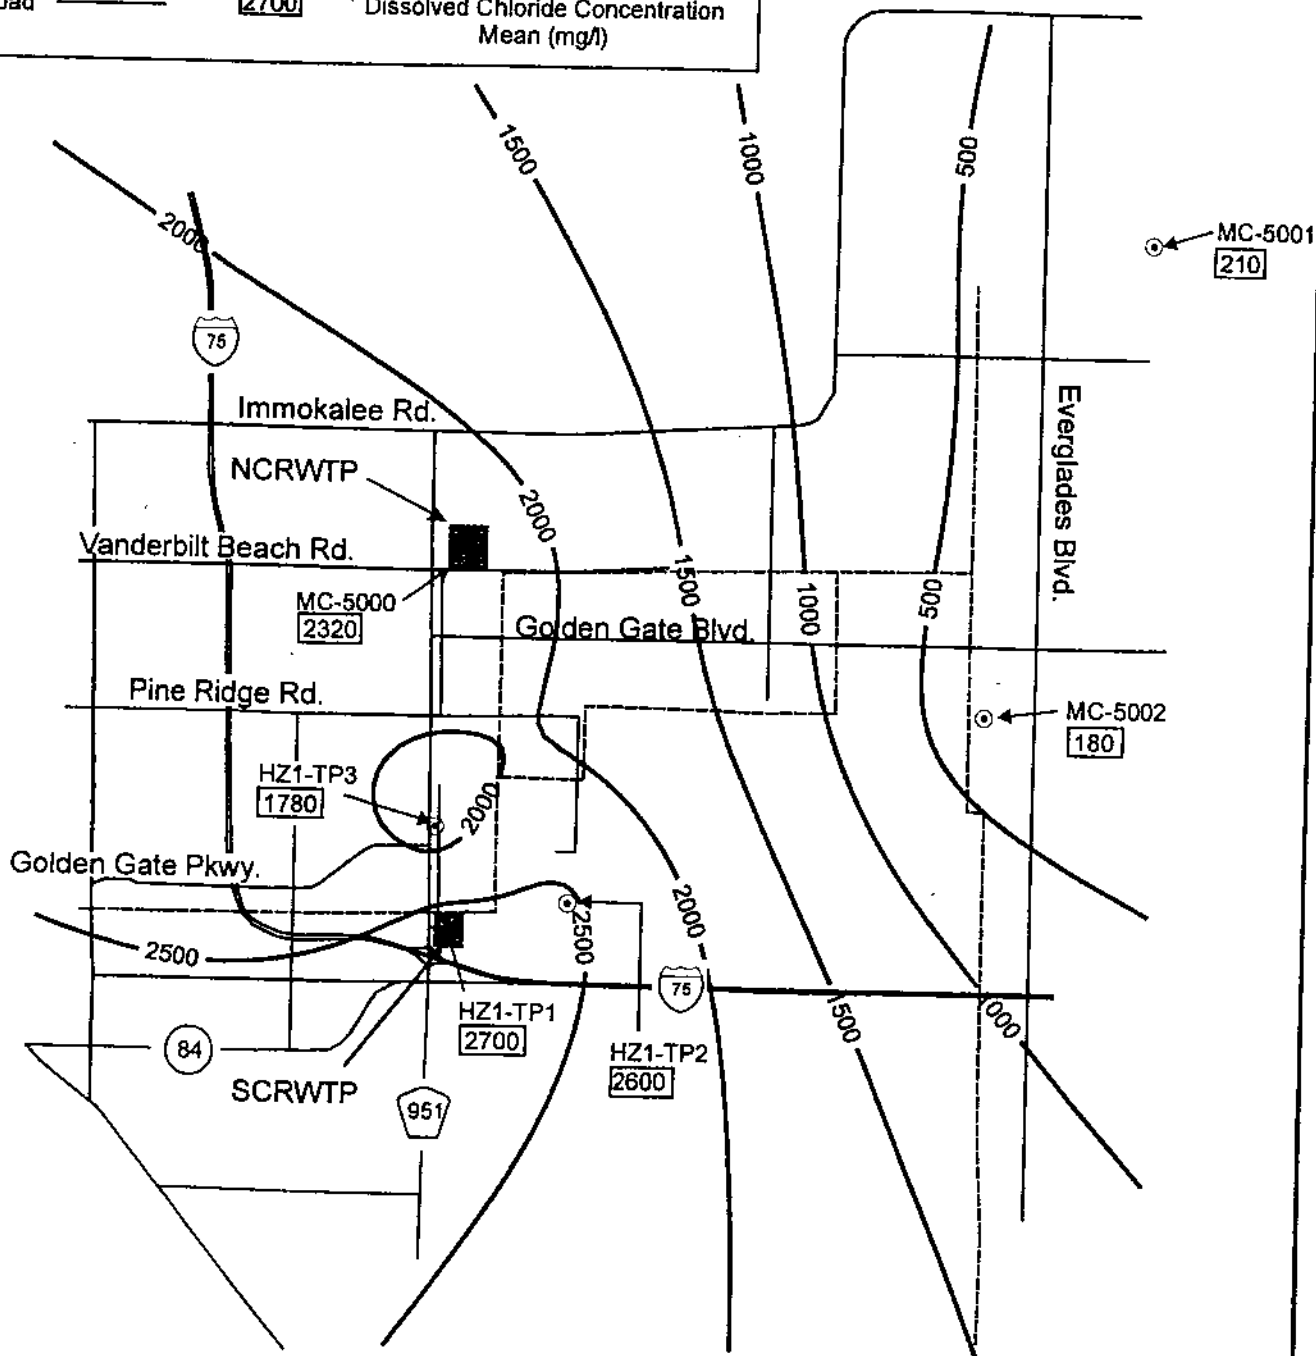 2700
Dissolved Chloride Concentration
Mean (mg/l)
1500
1000
500
2000
MC-5001
210
75
Immokalee Rd.
Everglades Blvd.
NCRWTP
2000
Vanderbilt Beach Rd.
1500
MC-5000
2320
1000
500
Golden Gate Blvd.
Pine Ridge Rd.
MC-5002
180
HZ1-TP3
1780
2000
Golden Gate Pkwy.
2000
2500
2500
75
HZ1-TP1
2700
1500
1000
84
HZ1-TP2
2600
SCRWTP
951